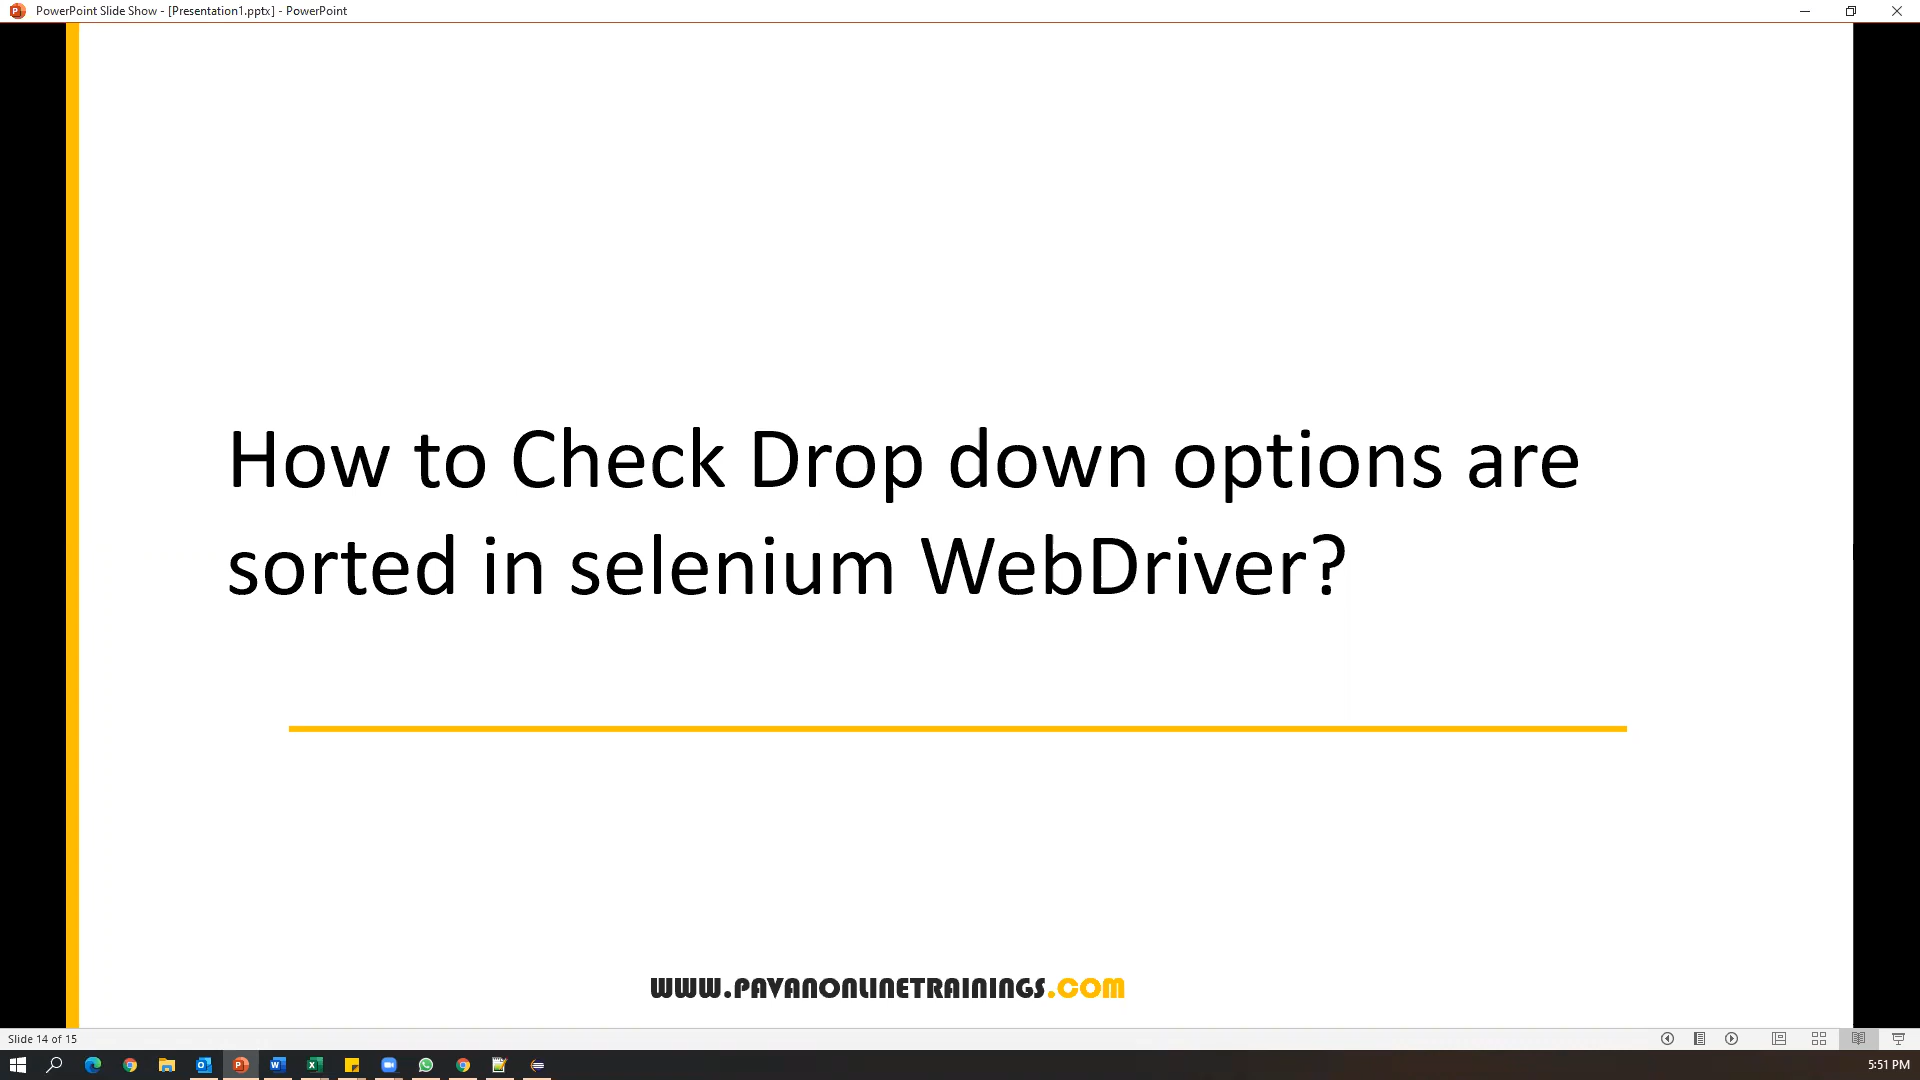 PowerPoint Slide Show - [Presentation1.pptx] - PowerPoint
How to Check Drop down options are
sorted in selenium WebDriver?
WWW.PAVANONLINETRAININGS.COM
Slide 14 of 15
5:51 PM